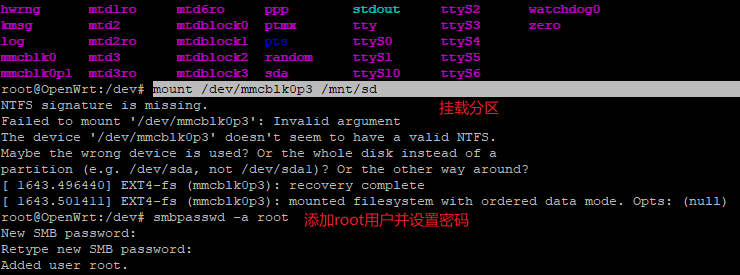 hwrng mtd1ro mtd6ro ppp stdout ttyS2 watchdog0
kmsg mtd2 mtdblock0 ptmx tty ttyS3 zero
log mtd2ro mtdblock1 pts ttyS0 ttyS4
mmcblk0 mtd3 mtdblock2 random ttyS1 ttyS5
mmcblk0p1 mtd3ro mtdblock3 sda ttyS10 ttyS6
root@OpenWrt:/dev# mount /dev/mmcblk0p3 /mnt/sd
NTFS signature is missing. 挂载分区
Failed to mount '/dev/mmcblk0p3': Invalid argument
The device '/dev/mmcblk0p3' doesn't seem to have a valid NTFS.
Maybe the wrong device is used? Or the whole disk instead of a
partition (e.g. /dev/sda, not /dev/sda1)? Or the other way around?
[ 1643.496440] EXT4-fs (mmcblk0p3): recovery complete
[ 1643.501411] EXT4-fs (mmcblk0p3): mounted filesystem with ordered data mode. Opts: (null)
root@OpenWrt:/dev# smbpasswd -a root 添加root用户并设置密码
New SMB password:
Retype new SMB password:
Added user root.